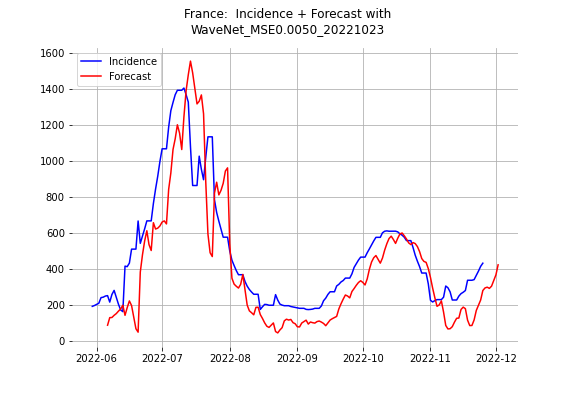 France:  Incidence + Forecast with
WaveNet_MSE0.0050_20221023
Incidence
Forecast
1600
1400
1200
1000
800
600
400
200
0
2022-06 2022-07 2022-08 2022-09 2022-10 2022-11 2022-12